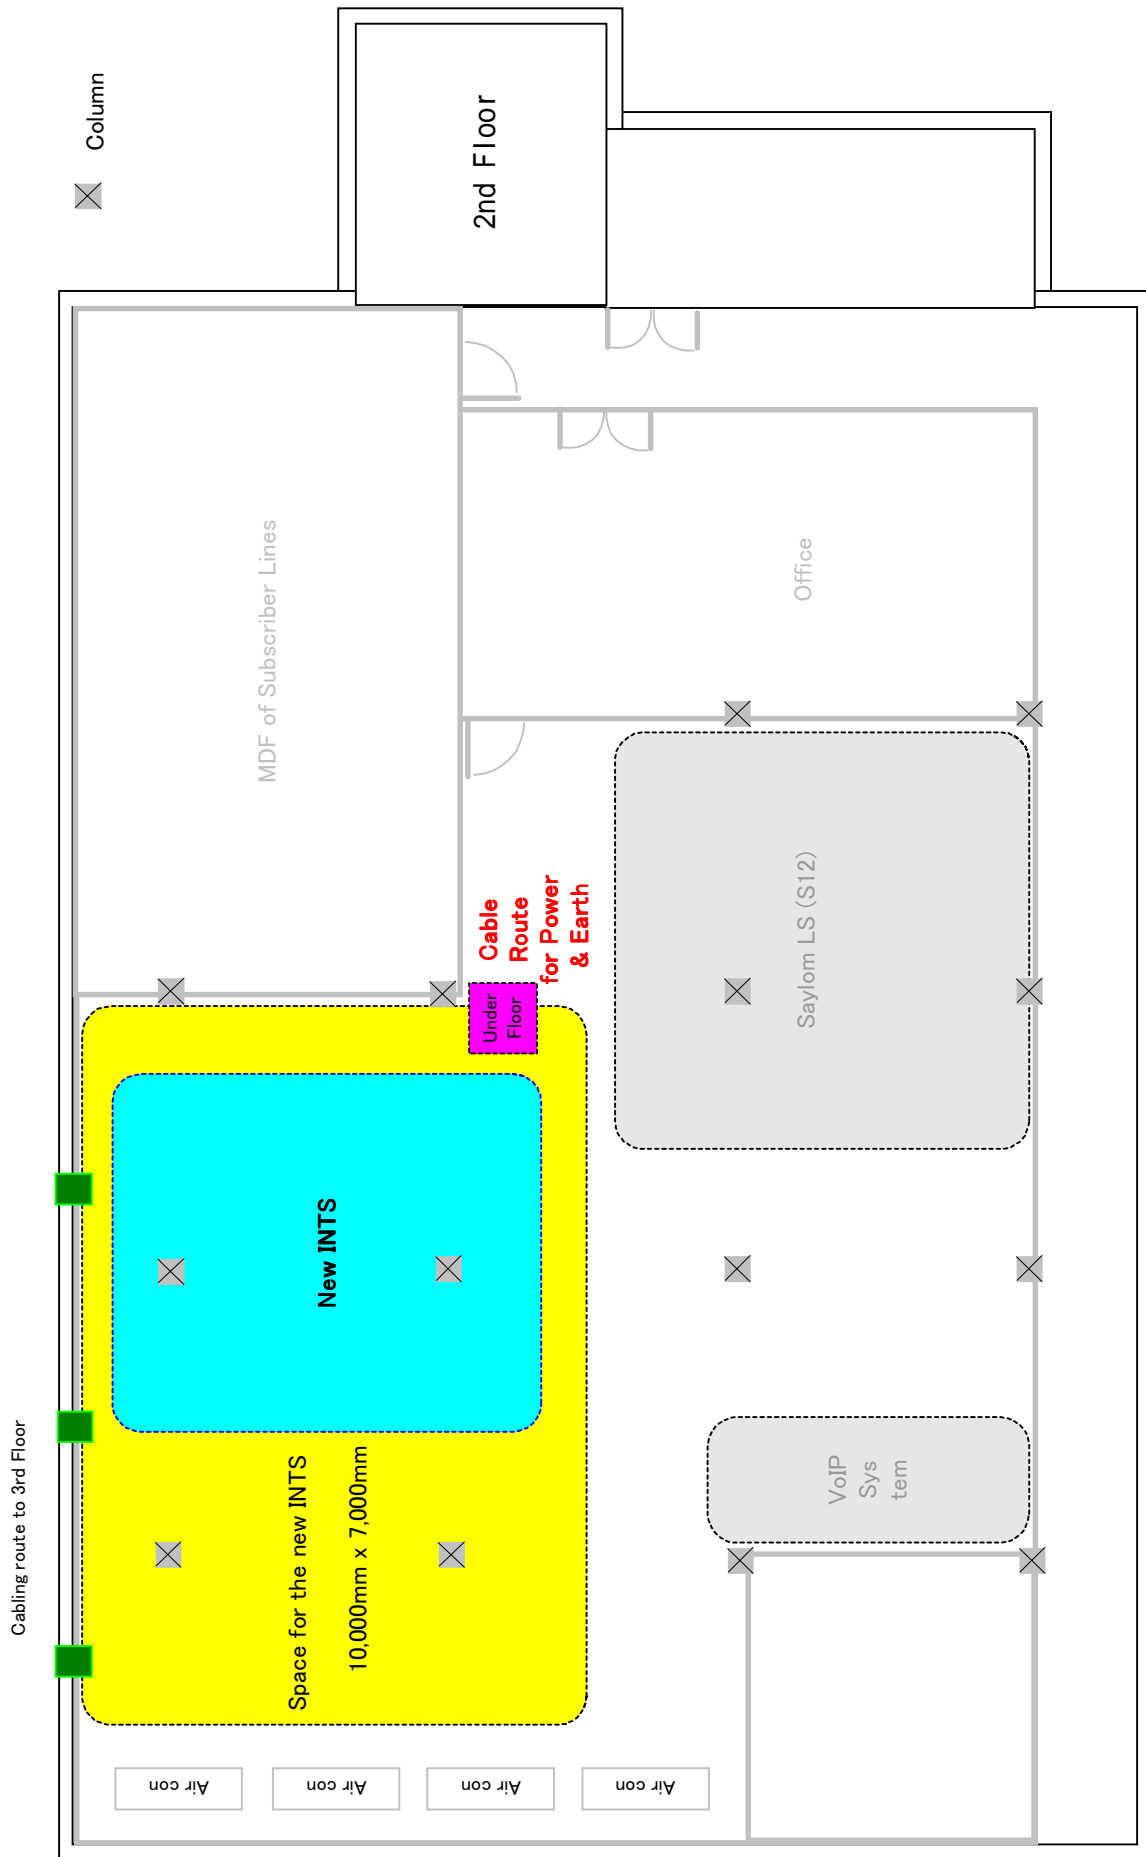 Column
2nd Floor
MDF of Subscriber Lines
Office
Cable
Route
for Power
& Earth
Under
Floor
Saylom LS (S12)
New INTS
Cabling route to 3rd Floor
Space for the new INTS
10,000mm x 7,000mm
VoIP
Sys
tem
Air con
Air con
Air con
Air con